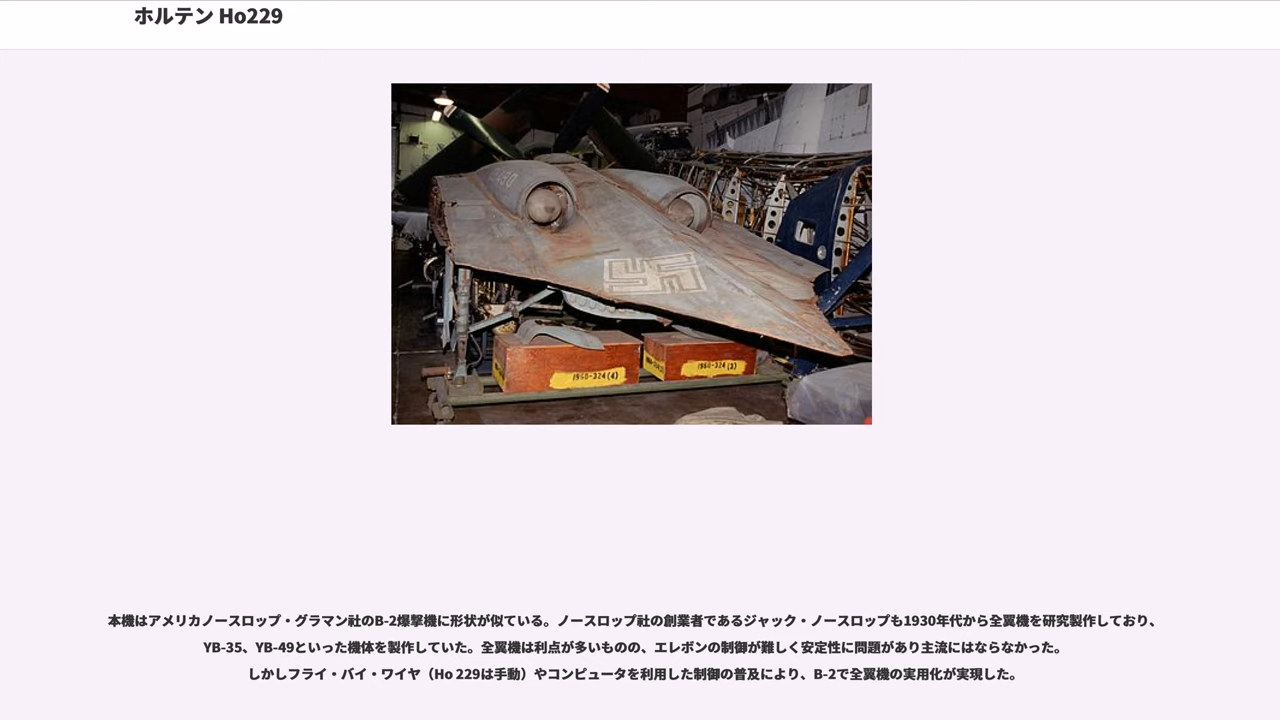 ホルテン Ho229
1960-324(4)
1960-324(3)
本機はアメリカノースロップ・グラマン社のB-2爆撃機に形状が似ている。ノースロップ社の創業者であるジャック・ノースロップも1930年代から全翼機を研究製作しており、
YB-35、YB-49といった機体を製作していた。全翼機は利点が多いものの、エレボンの制御が難しく安定性に問題があり主流にはならなかった。
しかしフライ・バイ・ワイヤ（Ho 229は手動）やコンピュータを利用した制御の普及により、B-2で全翼機の実用化が実現した。